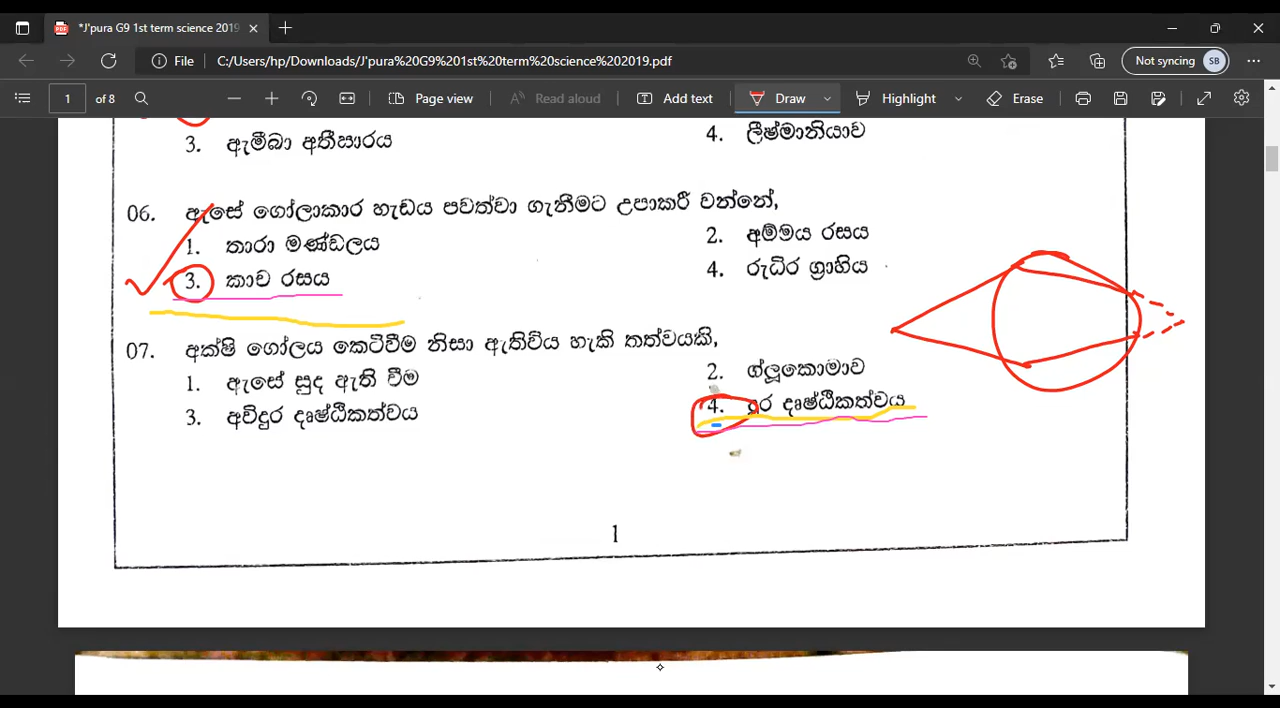 *J'pura G9 1st term science 2019
File C:/Users/hp/Downloads/J'pura%20G9%201st%20term%20science%202019.pdf Not syncing SB
1 of 8 Page view Read aloud Add text Draw Highlight Erase
3. ඇමීබා අතීසාරය 4. ලීෂ්මානියාව
06. ඇසේ ගෝලාකාර හැඩය පවත්වා ගැනීමට උපාකරී වන්නේ,
1. තාරා මණ්ඩලය 2. අම්මය රසය
3. කාච රසය 4. රුධිර ග්‍රාහිය
07. අක්ෂි ගෝලය කෙටිවීම නිසා ඇතිවිය හැකි තත්වයකි,
1. ඇසේ සුද ඇති වීම 2. ග්ලූකොමාව
3. අවිදුර දෘෂ්ඨිකත්වය 4. දුර දෘෂ්ඨිකත්වය
1